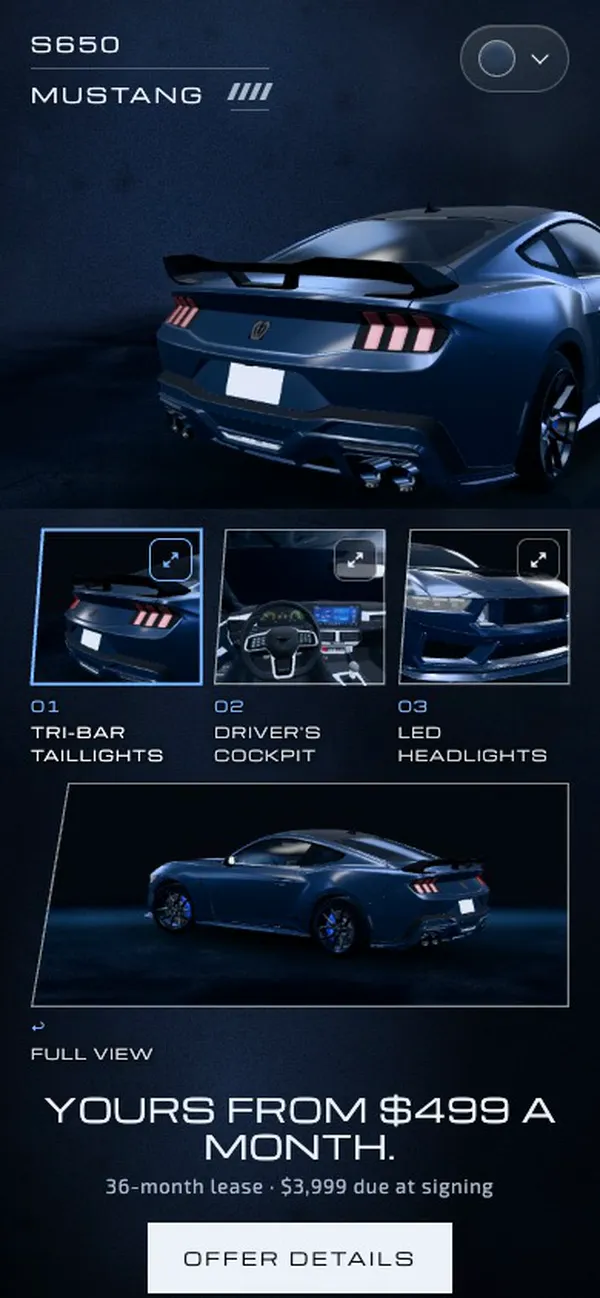 S650
MUSTANG
01
TRI-BAR
TAILLIGHTS
02
DRIVER'S
COCKPIT
03
LED
HEADLIGHTS
FULL VIEW
YOURS FROM $499 A
MONTH.
36-month lease · $3,999 due at signing
OFFER DETAILS